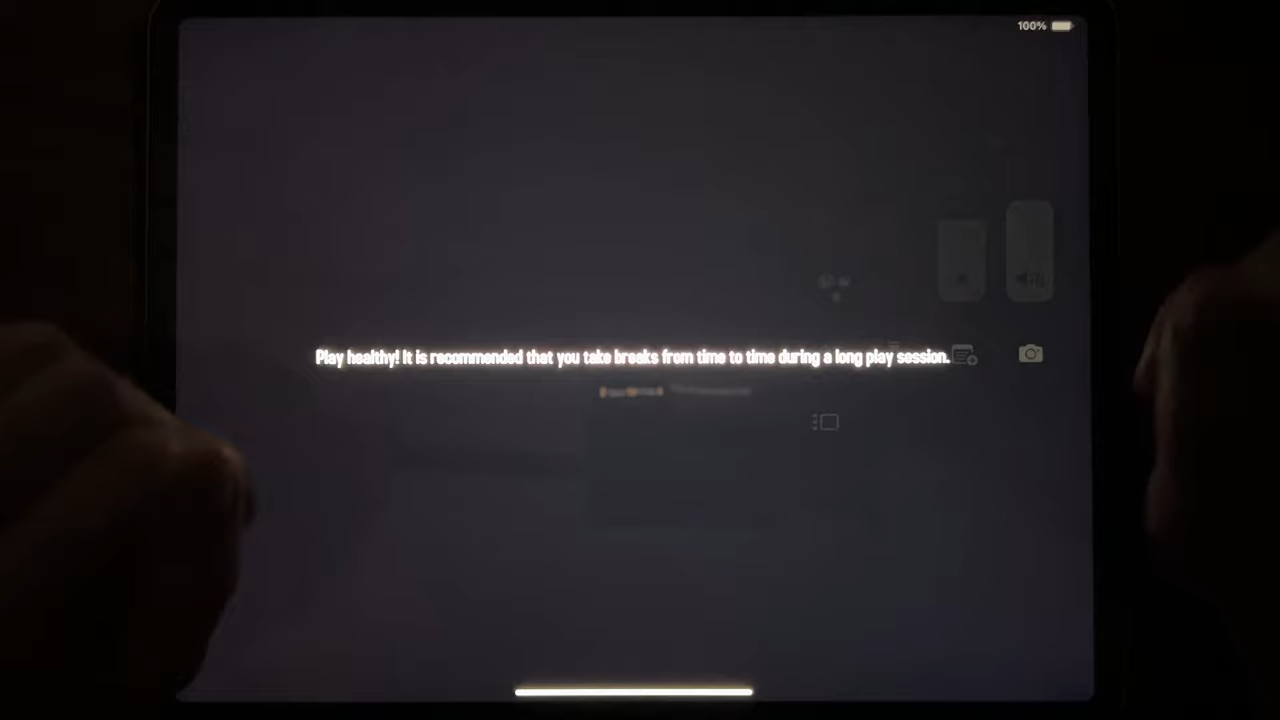 100%
Play healthy! It is recommended that you take breaks from time to time during a long play session.